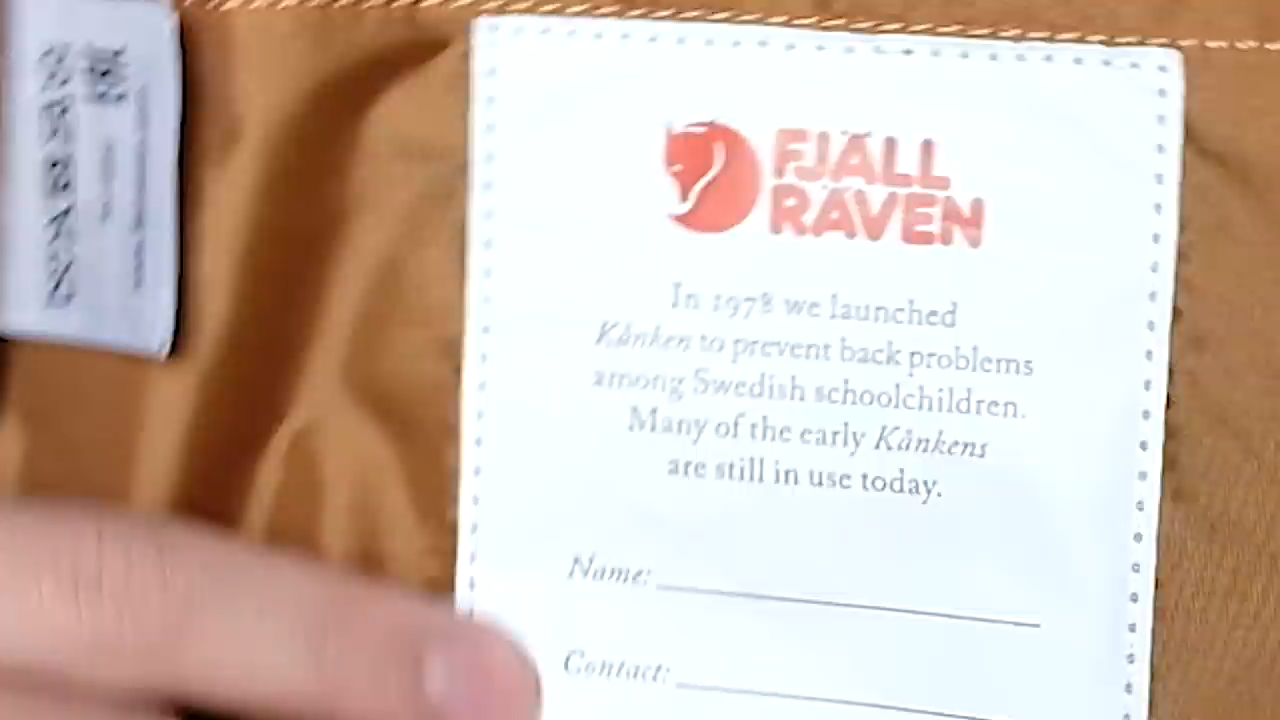 FJÄLL
RÄVEN
In 1978 we launched
Kånken to prevent back problems
among Swedish schoolchildren.
Many of the early Kånkens
are still in use today.
Name:
Contact: